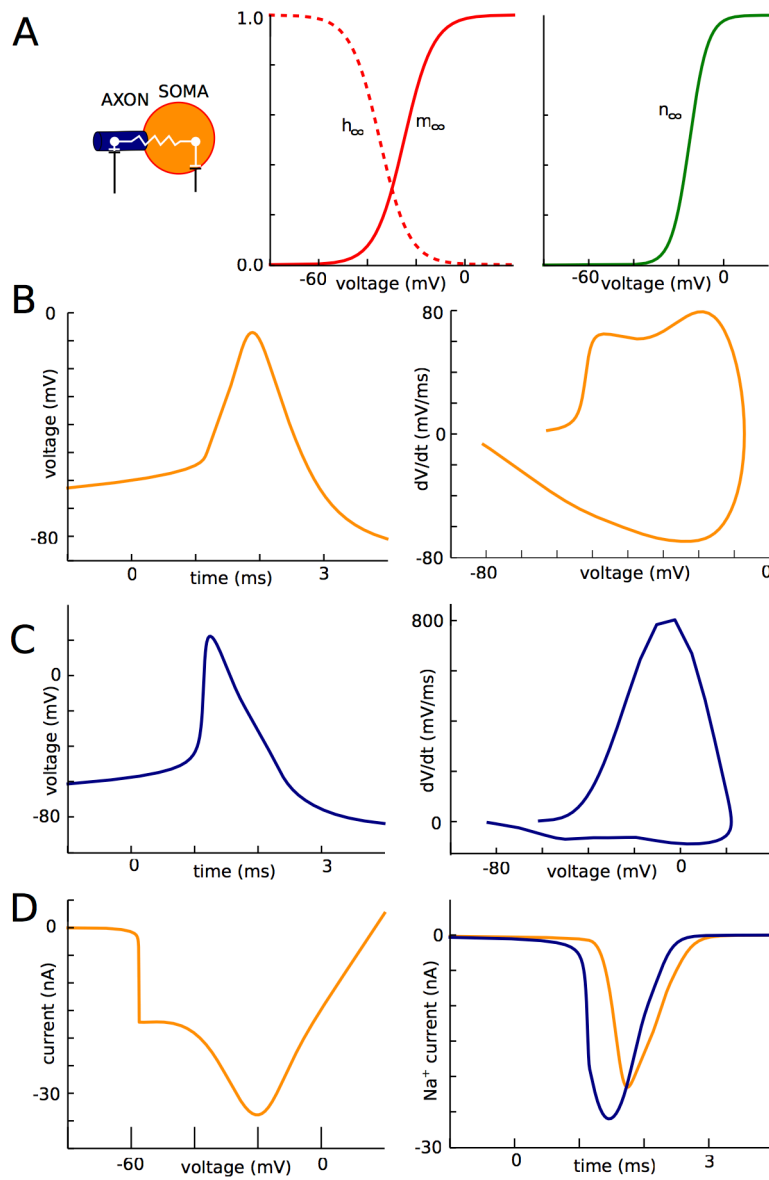 A
AXON SOMA
1.0
h∞
m∞
0.0
-60 0
voltage (mV)
n∞
-60 0
voltage (mV)
B
0
voltage (mV)
-80
0 3
time (ms)
80
dV/dt (mV/ms)
0
-80
-80 0
voltage (mV)
C
0
voltage (mV)
-80
0 3
time (ms)
800
dV/dt (mV/ms)
0
-80 0
voltage (mV)
D
0
current (nA)
-30
-60 0
voltage (mV)
0
Na⁺ current (nA)
-30
0 3
time (ms)